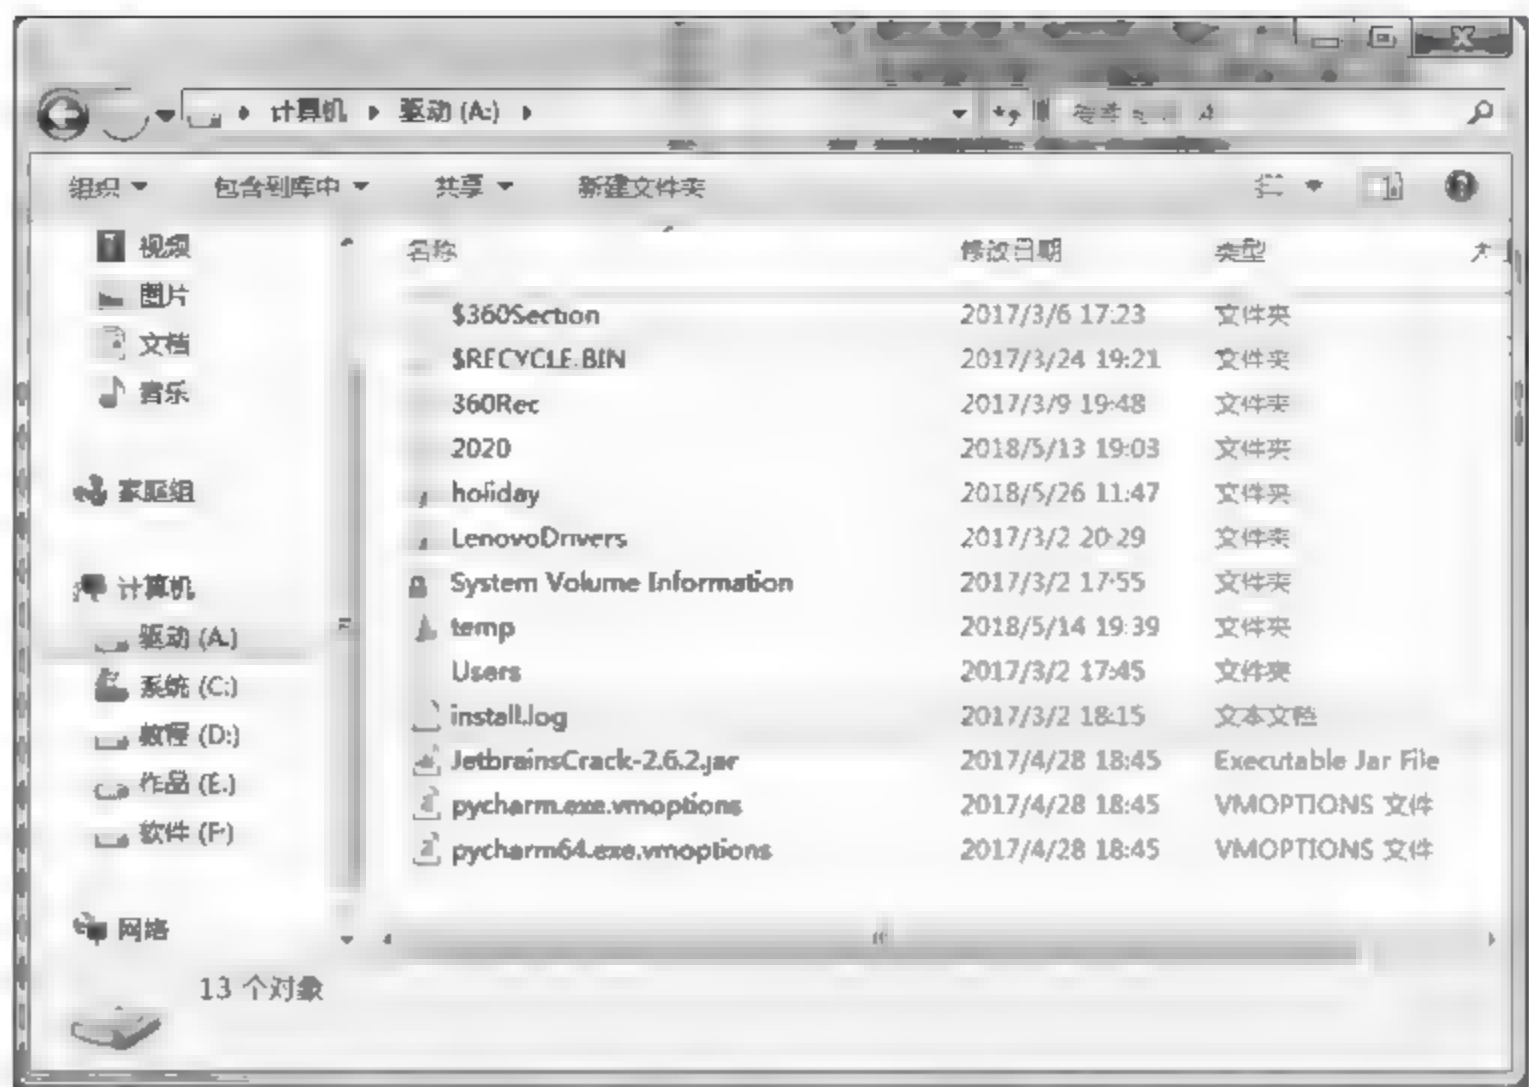 计算机 ▶ 驱动 (A:)
组织 包含到库中 共享 新建文件夹
视频
图片
文档
音乐
家庭组
计算机
驱动 (A:)
系统 (C:)
教程 (D:)
作品 (E:)
软件 (F:)
网络
名称 修改日期 类型
$360Section 2017/3/6 17:23 文件夹
$RECYCLE.BIN 2017/3/24 19:21 文件夹
360Rec 2017/3/9 19:48 文件夹
2020 2018/5/13 19:03 文件夹
holiday 2018/5/26 11:47 文件夹
LenovoDrivers 2017/3/2 20:29 文件夹
System Volume Information 2017/3/2 17:55 文件夹
temp 2018/5/14 19:39 文件夹
Users 2017/3/2 17:45 文件夹
install.log 2017/3/2 18:15 文本文档
JetbrainsCrack-2.6.2.jar 2017/4/28 18:45 Executable Jar File
pycharm.exe.vmoptions 2017/4/28 18:45 VMOPTIONS 文件
pycharm64.exe.vmoptions 2017/4/28 18:45 VMOPTIONS 文件
13 个对象